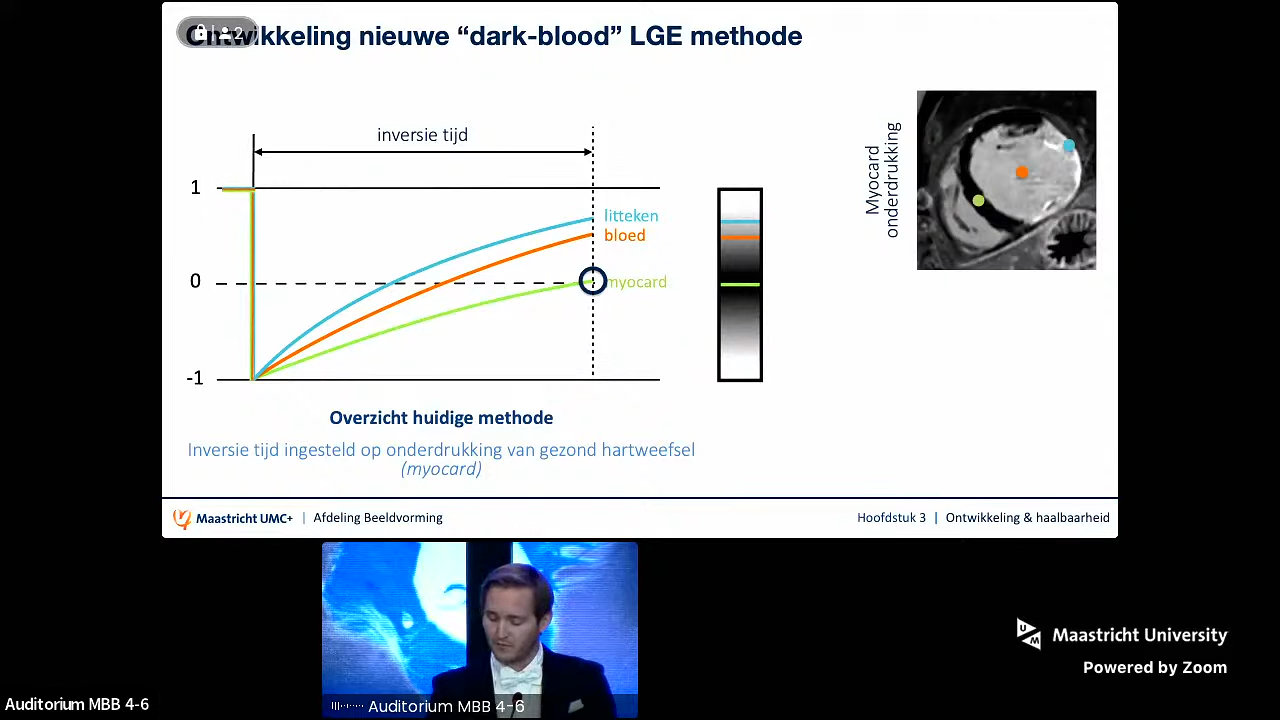 Ontwikkeling nieuwe “dark-blood” LGE methode
2
inversie tijd
1
0
-1
litteken
bloed
myocard
Myocard
onderdrukking
Overzicht huidige methode
Inversie tijd ingesteld op onderdrukking van gezond hartweefsel
(myocard)
Maastricht UMC+ | Afdeling Beeldvorming
Hoofdstuk 3 | Ontwikkeling & haalbaarheid
Auditorium MBB 4-6
Auditorium MBB 4-6
UM
Maastricht University
Powered by Zoom